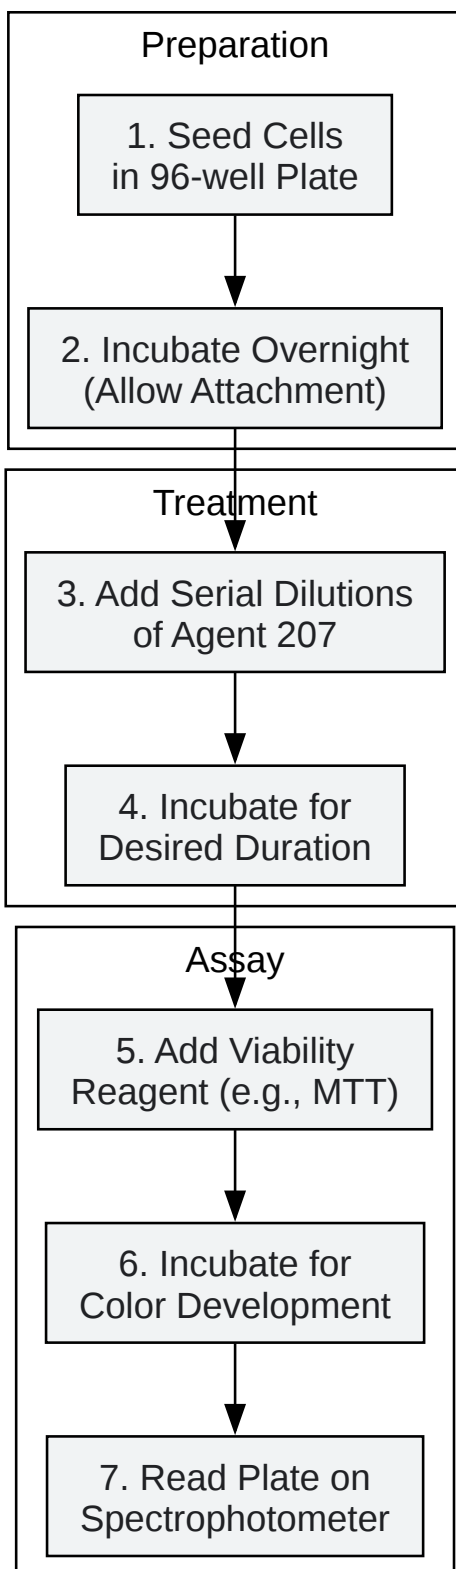 Preparation
1. Seed Cells
in 96-well Plate
2. Incubate Overnight
(Allow Attachment)
Treatment
3. Add Serial Dilutions
of Agent 207
4. Incubate for
Desired Duration
Assay
5. Add Viability
Reagent (e.g., MTT)
6. Incubate for
Color Development
7. Read Plate on
Spectrophotometer